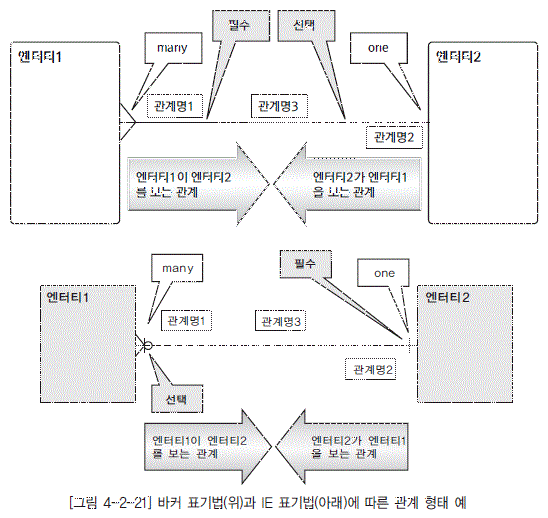 엔터티1
many
필수
선택
one
엔터티2
관계명1
관계명3
관계명2
엔터티1이 엔터티2
를 보는 관계
엔터티2가 엔터티1
을 보는 관계
many
필수
one
엔터티1
엔터티2
관계명1
관계명3
관계명2
선택
엔터티1이 엔터티2
를 보는 관계
엔터티2가 엔터티1
을 보는 관계
[그림 4-2-21] 바커 표기법(위)과 IE 표기법(아래)에 따른 관계 형태 예